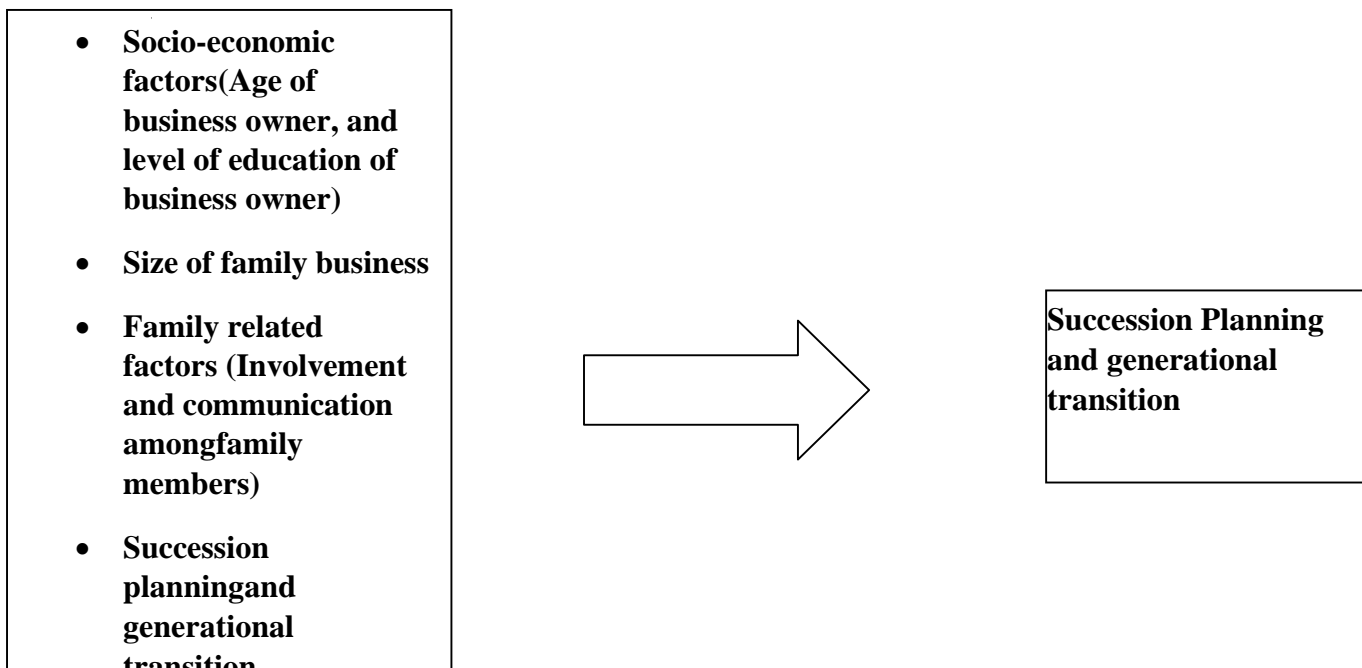 • Socio-economic
factors(Age of
business owner, and
level of education of
business owner)
• Size of family business
• Family related
factors (Involvement
and communication
amongfamily
members)
• Succession
planningand
generational
transition
Succession Planning
and generational
transition